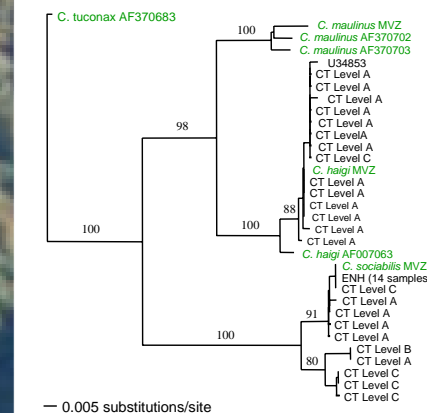 C. tuconax AF370683
C. maulinus MVZ
100
C. maulinus AF370702
C. maulinus AF370703
U34853
CT Level A
CT Level A
CT Level A
CT Level A
CT Level A
CT LevelA
CT Level A
98
CT Level C
C. haigi MVZ
CT Level A
CT Level A
CT Level A
88
CT Level A
CT Level A
100
100
CT Level A
C. haigi AF007063
C. sociabilis MVZ
ENH (14 samples
CT Level C
CT Level A
91
CT Level A
CT Level A
100
CT Level A
CT Level B
80
CT Level A
CT Level C
CT Level C
CT Level C
0.005 substitutions/site